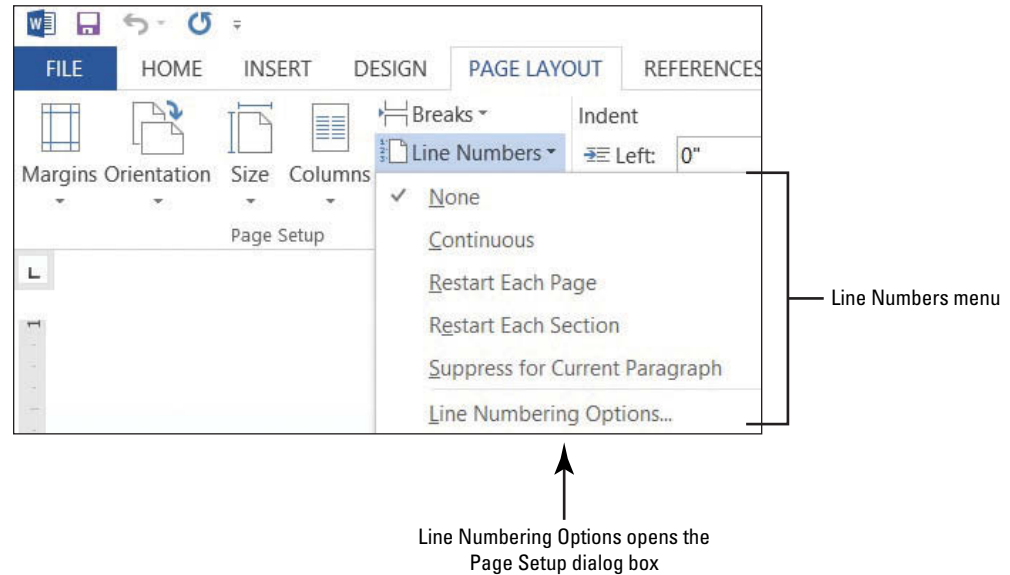 FILE HOME INSERT DESIGN PAGE LAYOUT REFERENCES
Breaks Indent
Line Numbers Left: 0"
Margins Orientation Size Columns
Page Setup
None
Continuous
Restart Each Page
Restart Each Section
Suppress for Current Paragraph
Line Numbering Options...
Line Numbers menu
Line Numbering Options opens the
Page Setup dialog box